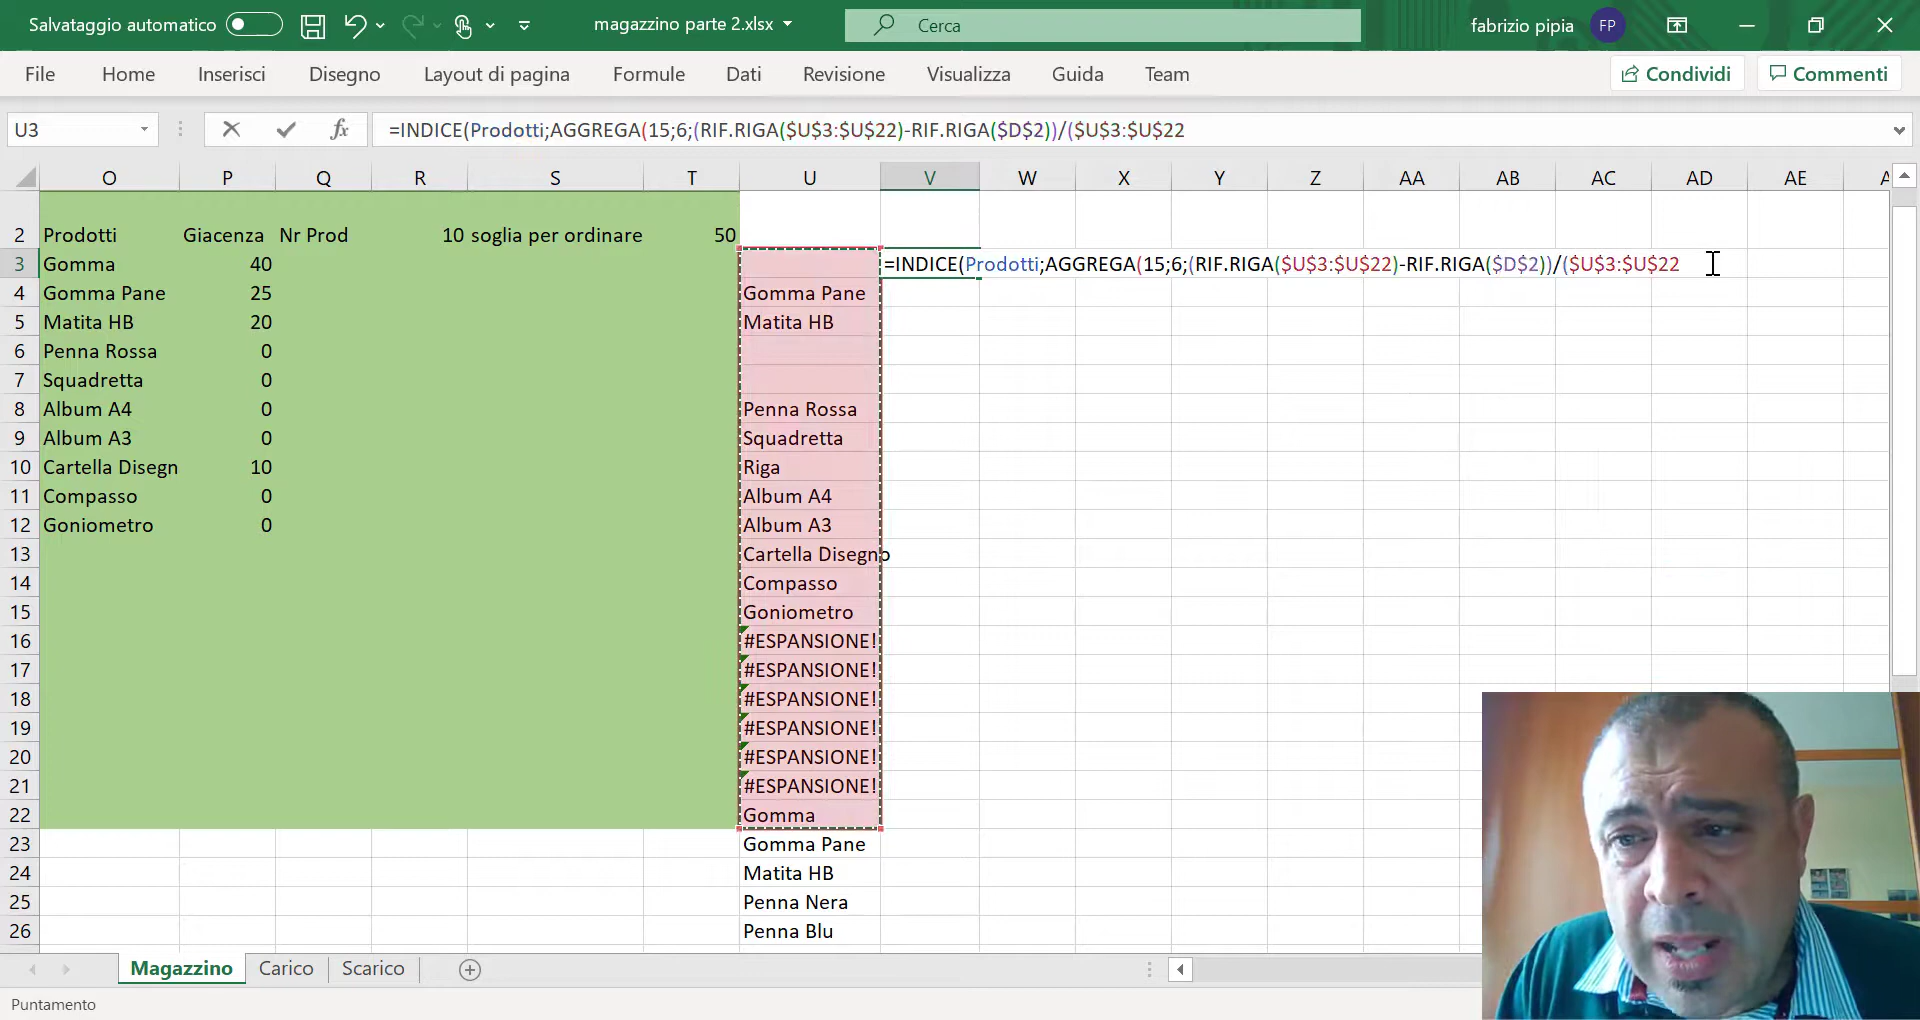 Salvataggio automatico
magazzino parte 2.xlsx
Cerca
fabrizio pipia
FP
File Home Inserisci Disegno Layout di pagina Formule Dati Revisione Visualizza Guida Team
Condividi Commenti
U3
fx
=INDICE(Prodotti;AGGREGA(15;6;(RIF.RIGA($U$3:$U$22)-RIF.RIGA($D$2))/($U$3:$U$22
O P Q R S T U V W X Y Z AA AB AC AD AE
2 Prodotti Giacenza Nr Prod 10 soglia per ordinare 50
3 Gomma 40 =INDICE(Prodotti;AGGREGA(15;6;(RIF.RIGA($U$3:$U$22)-RIF.RIGA($D$2))/($U$3:$U$22
4 Gomma Pane 25 Gomma Pane
5 Matita HB 20 Matita HB
6 Penna Rossa 0
7 Squadretta 0
8 Album A4 0 Penna Rossa
9 Album A3 0 Squadretta
10 Cartella Disegn 10 Riga
11 Compasso 0 Album A4
12 Goniometro 0 Album A3
13 Cartella Disegno
14 Compasso
15 Goniometro
16 #ESPANSIONE!
17 #ESPANSIONE!
18 #ESPANSIONE!
19 #ESPANSIONE!
20 #ESPANSIONE!
21 #ESPANSIONE!
22 Gomma
23 Gomma Pane
24 Matita HB
25 Penna Nera
26 Penna Blu
Magazzino Carico Scarico
Puntamento